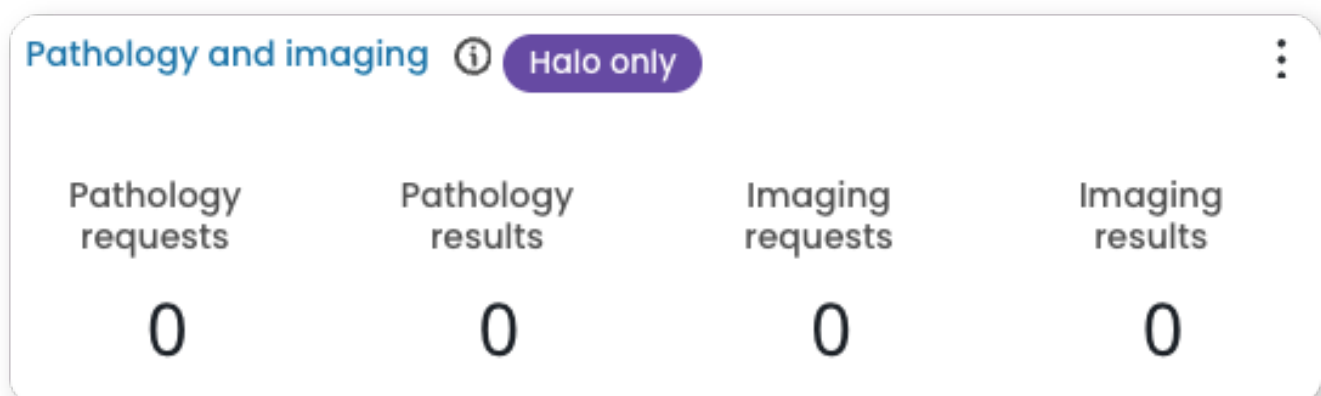 Pathology and imaging Halo only
Pathology requests
Pathology results
Imaging requests
Imaging results
0 0 0 0